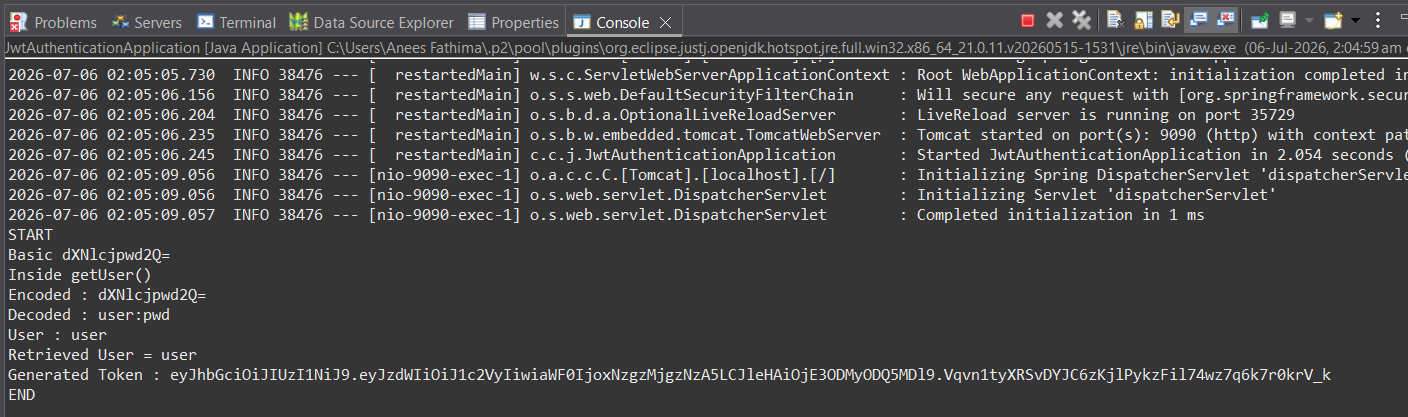 Problems Servers Terminal Data Source Explorer Properties Console
JwtAuthenticationApplication [Java Application] C:\Users\Anees Fathima\.p2\pool\plugins\org.eclipse.justj.openjdk.hotspot.jre.full.win32.x86_64_21.0.11.v20260515-1531\jre\bin\javaw.exe (06-Jul-2026, 2:04:59 am
2026-07-06 02:05:05.730 INFO 38476 --- [ restartedMain] w.s.c.ServletWebServerApplicationContext : Root WebApplicationContext: initialization completed in
2026-07-06 02:05:06.156 INFO 38476 --- [ restartedMain] o.s.s.web.DefaultSecurityFilterChain : Will secure any request with [org.springframework.secur
2026-07-06 02:05:06.204 INFO 38476 --- [ restartedMain] o.s.b.d.a.OptionalLiveReloadServer : LiveReload server is running on port 35729
2026-07-06 02:05:06.235 INFO 38476 --- [ restartedMain] o.s.b.w.embedded.tomcat.TomcatWebServer : Tomcat started on port(s): 9090 (http) with context pat
2026-07-06 02:05:06.245 INFO 38476 --- [ restartedMain] c.c.j.JwtAuthenticationApplication : Started JwtAuthenticationApplication in 2.054 seconds (
2026-07-06 02:05:09.056 INFO 38476 --- [nio-9090-exec-1] o.a.c.c.C.[Tomcat].[localhost].[/] : Initializing Spring DispatcherServlet 'dispatcherServle
2026-07-06 02:05:09.056 INFO 38476 --- [nio-9090-exec-1] o.s.web.servlet.DispatcherServlet : Initializing Servlet 'dispatcherServlet'
2026-07-06 02:05:09.057 INFO 38476 --- [nio-9090-exec-1] o.s.web.servlet.DispatcherServlet : Completed initialization in 1 ms
START
Basic dXNlcjpwd2Q=
Inside getUser()
Encoded : dXNlcjpwd2Q=
Decoded : user:pwd
User : user
Retrieved User = user
Generated Token : eyJhbGciOiJIUzI1NiJ9.eyJzdWIiOiJ1c2VyIiwiaWF0IjoxNzgzMjgzNzA5LCJleHAiOjE3ODMyODQ5MDl9.Vqvn1tyXRSvDYJC6zKjlPykzFil74wz7q6k7r0krV_k
END